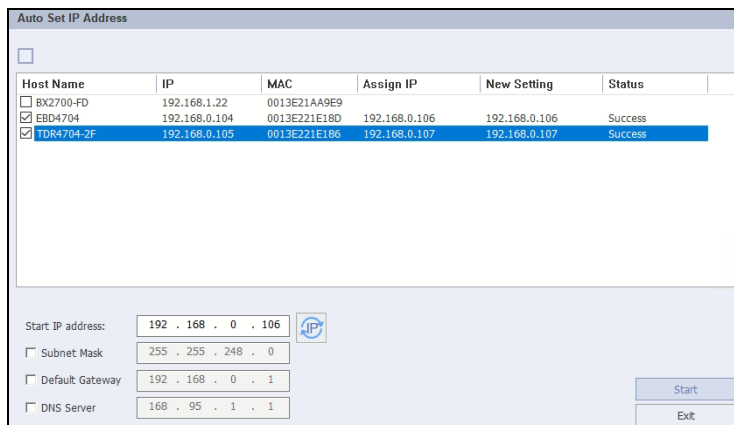 Auto Set IP Address
Host Name IP MAC Assign IP New Setting Status
BX2700-FD 192.168.1.22 0013E21AA9E9
EBD4704 192.168.0.104 0013E221E18D 192.168.0.106 192.168.0.106 Success
TDR4704-2F 192.168.0.105 0013E221E186 192.168.0.107 192.168.0.107 Success
Start IP address: 192 . 168 . 0 . 106 IP
Subnet Mask 255 . 255 . 248 . 0
Default Gateway 192 . 168 . 0 . 1
Start
DNS Server 168 . 95 . 1 . 1
Exit